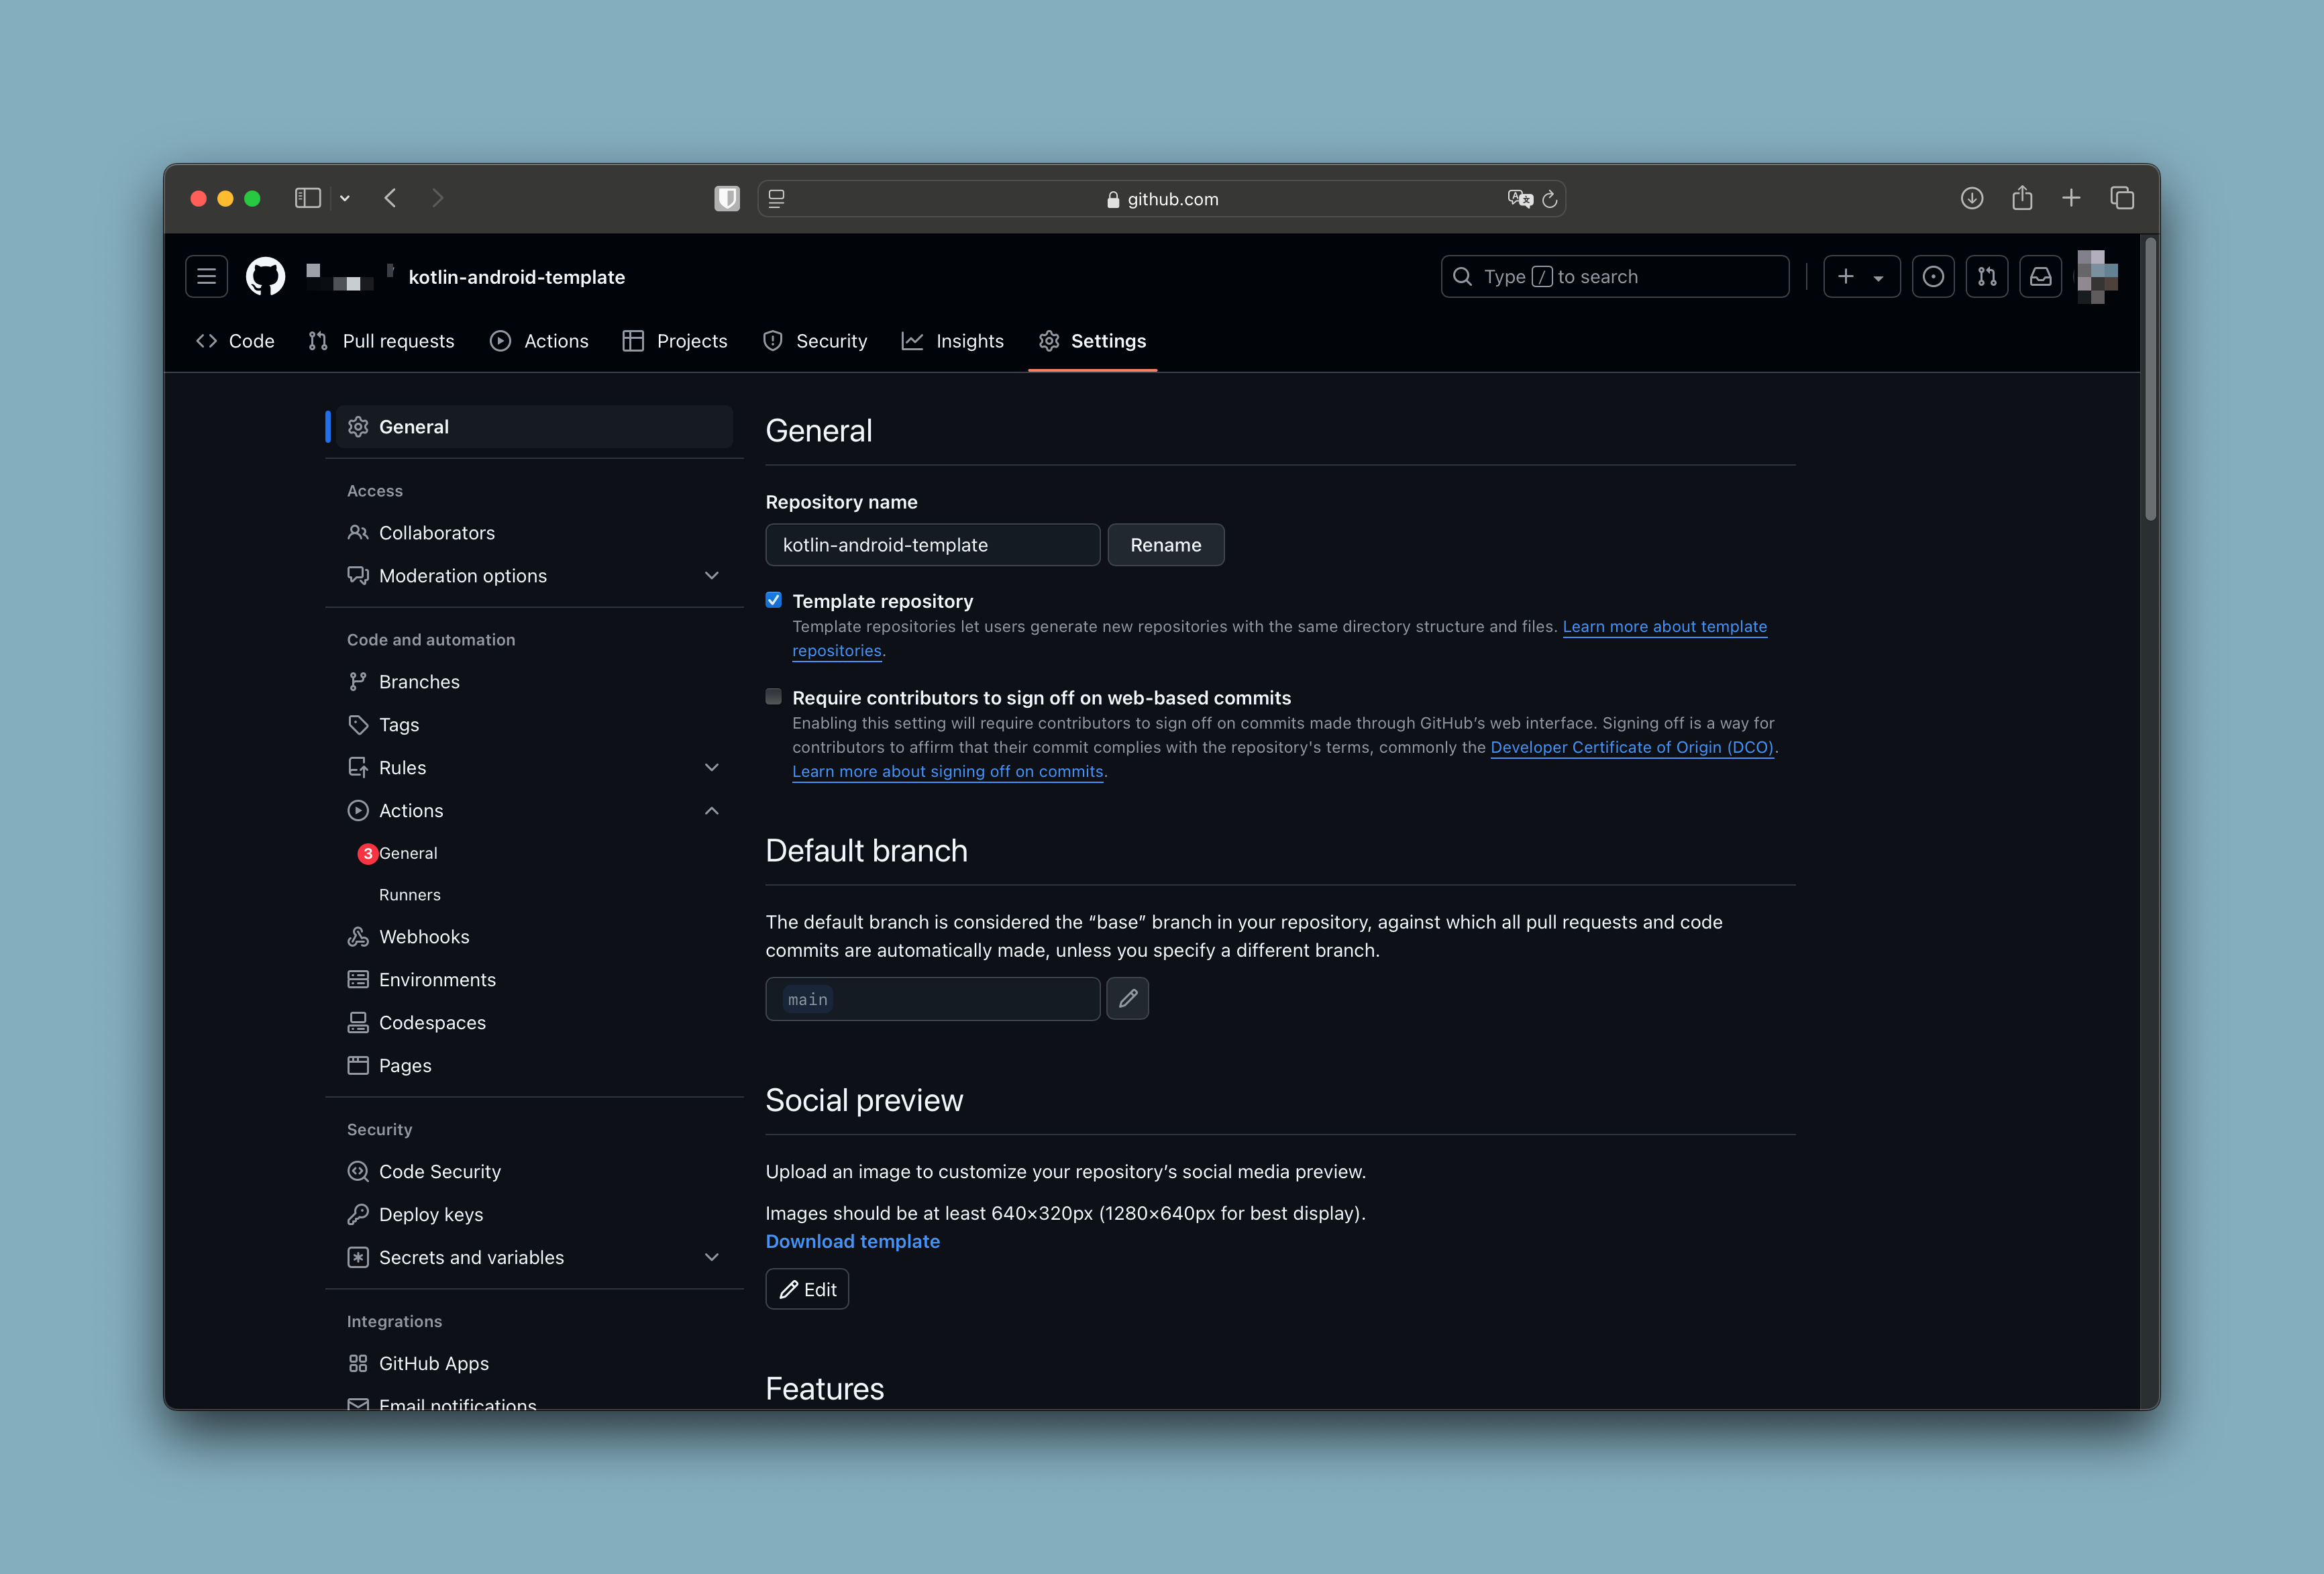 github.com
kotlin-android-template
Type / to search
Code
Pull requests
Actions
Projects
Security
Insights
Settings
General
Access
Collaborators
Moderation options
Code and automation
Branches
Tags
Rules
Actions
3
General
Runners
Webhooks
Environments
Codespaces
Pages
Security
Code Security
Deploy keys
Secrets and variables
Integrations
GitHub Apps
Email notifications
General
Repository name
kotlin-android-template
Rename
Template repository
Template repositories let users generate new repositories with the same directory structure and files. Learn more about template
repositories.
Require contributors to sign off on web-based commits
Enabling this setting will require contributors to sign off on commits made through GitHub’s web interface. Signing off is a way for
contributors to affirm that their commit complies with the repository's terms, commonly the Developer Certificate of Origin (DCO).
Learn more about signing off on commits.
Default branch
The default branch is considered the “base” branch in your repository, against which all pull requests and code
commits are automatically made, unless you specify a different branch.
main
Social preview
Upload an image to customize your repository’s social media preview.
Images should be at least 640×320px (1280×640px for best display).
Download template
Edit
Features